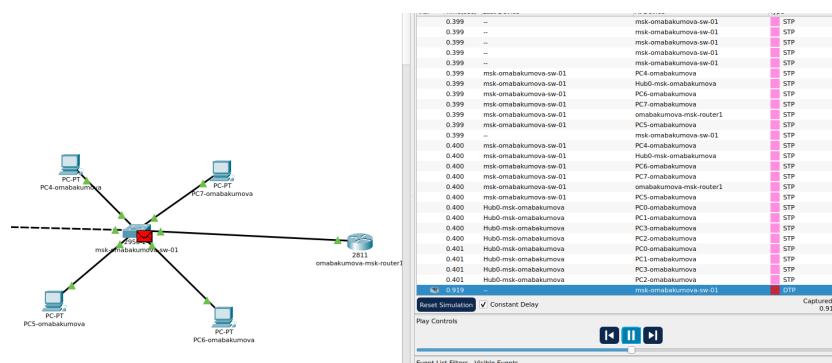 PC-PT
PC4-omabakumova
PC-PT
PC7-omabakumova
msk-omabakumova-sw-01
2811
omabakumova-msk-router1
PC-PT
PC5-omabakumova
PC-PT
PC6-omabakumova
0.399 -- msk-omabakumova-sw-01 STP
0.399 -- msk-omabakumova-sw-01 STP
0.399 -- msk-omabakumova-sw-01 STP
0.399 -- msk-omabakumova-sw-01 STP
0.399 msk-omabakumova-sw-01 PC4-omabakumova STP
0.399 msk-omabakumova-sw-01 Hub0-msk-omabakumova STP
0.399 msk-omabakumova-sw-01 PC6-omabakumova STP
0.399 msk-omabakumova-sw-01 PC7-omabakumova STP
0.399 msk-omabakumova-sw-01 omabakumova-msk-router1 STP
0.399 msk-omabakumova-sw-01 PC5-omabakumova STP
0.399 -- msk-omabakumova-sw-01 STP
0.400 msk-omabakumova-sw-01 PC4-omabakumova STP
0.400 msk-omabakumova-sw-01 Hub0-msk-omabakumova STP
0.400 msk-omabakumova-sw-01 PC6-omabakumova STP
0.400 msk-omabakumova-sw-01 PC7-omabakumova STP
0.400 msk-omabakumova-sw-01 omabakumova-msk-router1 STP
0.400 msk-omabakumova-sw-01 PC5-omabakumova STP
0.400 Hub0-msk-omabakumova PC0-omabakumova STP
0.400 Hub0-msk-omabakumova PC1-omabakumova STP
0.400 Hub0-msk-omabakumova PC3-omabakumova STP
0.400 Hub0-msk-omabakumova PC2-omabakumova STP
0.401 Hub0-msk-omabakumova PC0-omabakumova STP
0.401 Hub0-msk-omabakumova PC1-omabakumova STP
0.401 Hub0-msk-omabakumova PC3-omabakumova STP
0.401 Hub0-msk-omabakumova PC2-omabakumova STP
0.919 -- msk-omabakumova-sw-01 DTP
Reset Simulation Constant Delay Captured
0.91
Play Controls
Event List Filters - Visible Events